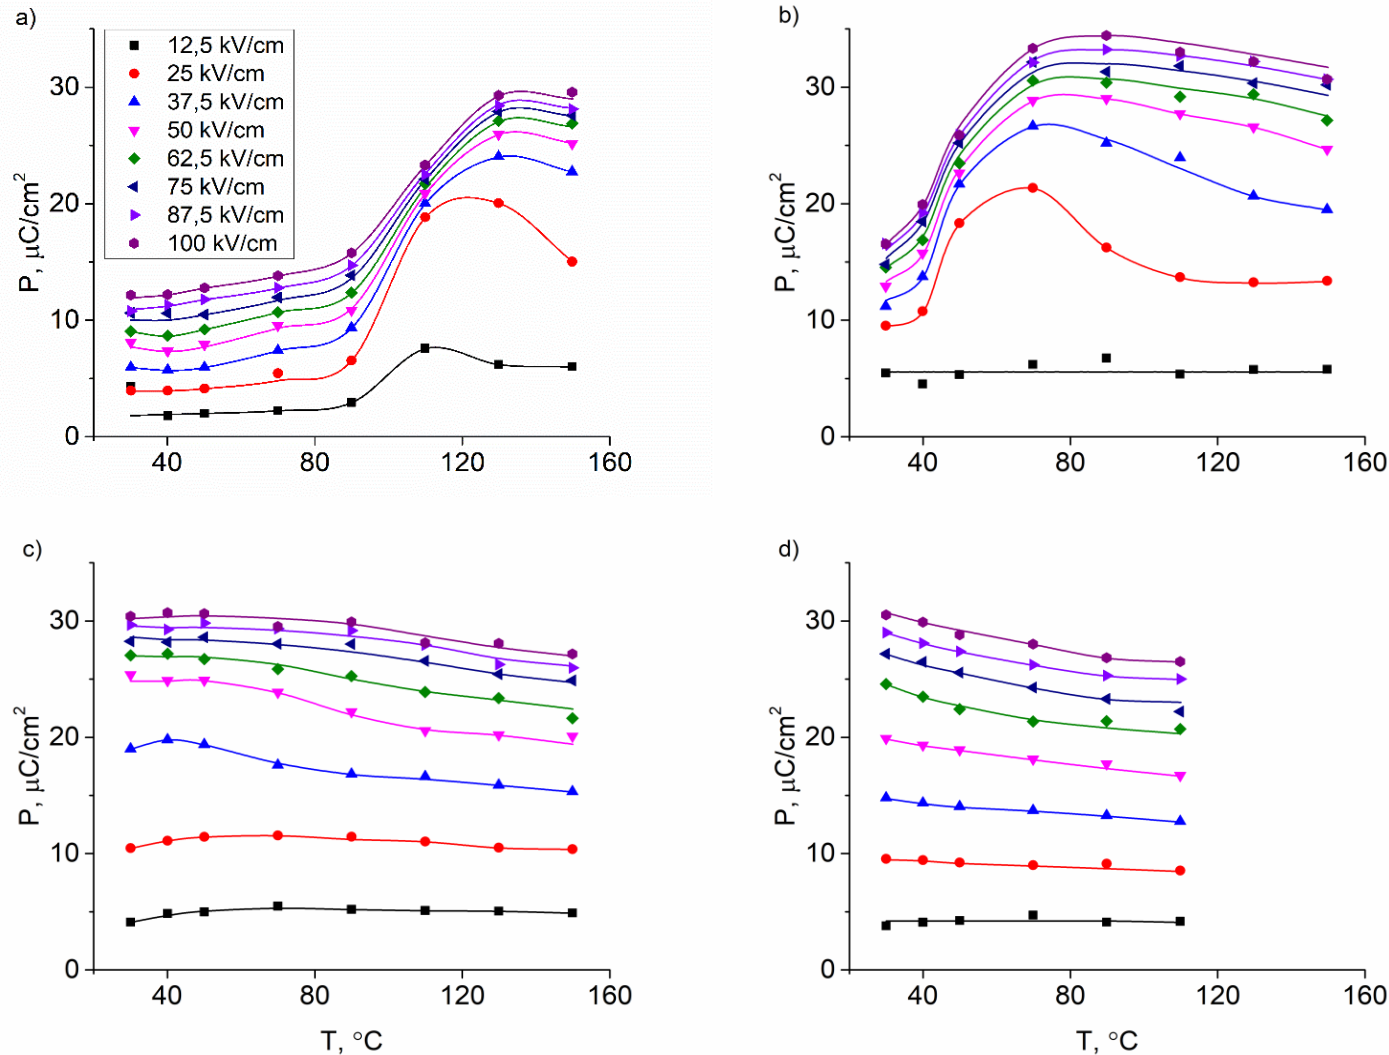 a)
12,5 kV/cm
25 kV/cm
37,5 kV/cm
50 kV/cm
62,5 kV/cm
75 kV/cm
87,5 kV/cm
100 kV/cm
30
20
10
0
P, μC/cm²
40 80 120 160
b)
30
20
10
0
P, μC/cm²
40 80 120 160
c)
30
20
10
0
P, μC/cm²
40 80 120 160
T, °C
d)
30
20
10
0
P, μC/cm²
40 80 120 160
T, °C